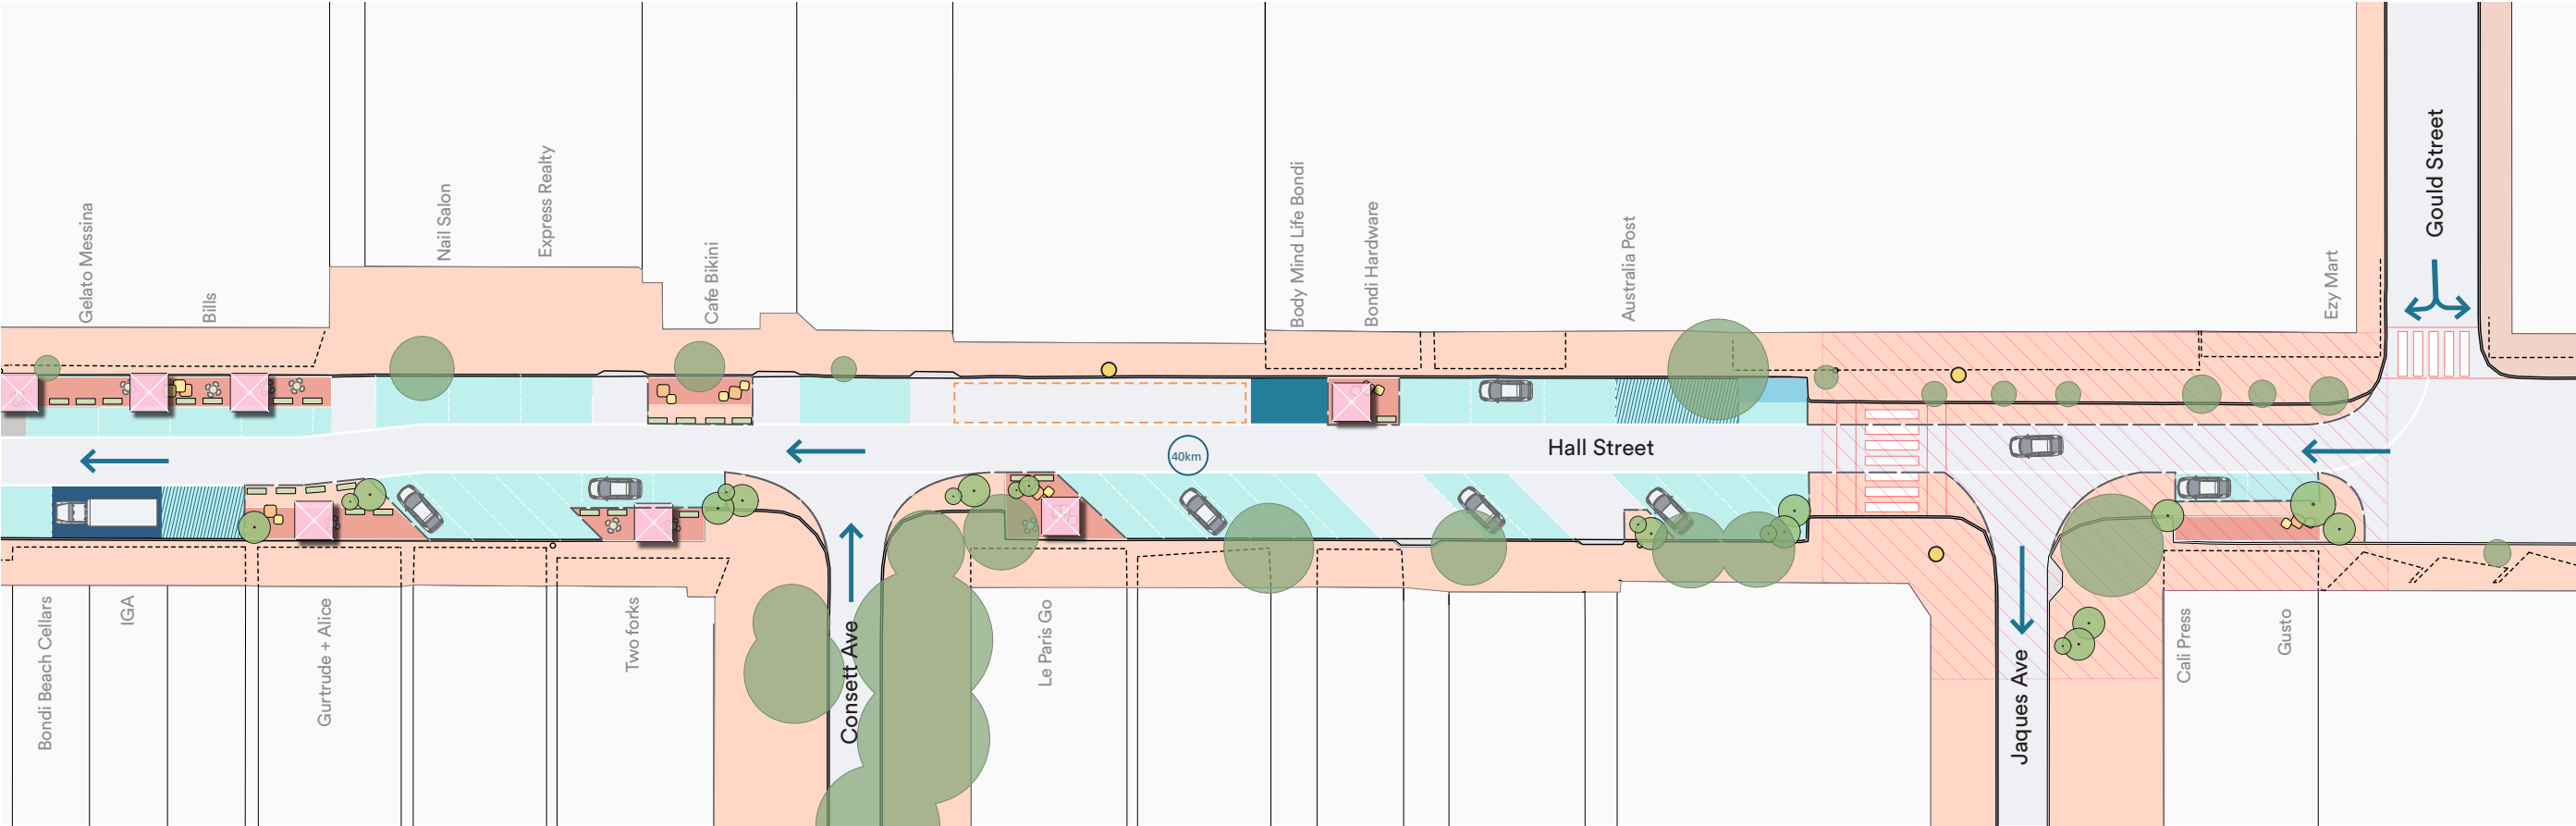 Gelato Messina
Bills
Nail Salon
Express Realty
Cafe Bikini
Body Mind Life Bondi
Bondi Hardware
Australia Post
Ezy Mart
Gould Street
Hall Street
40km
Bondi Beach Cellars
IGA
Gurtrude + Alice
Two forks
Consett Ave
Le Paris Go
Jaques Ave
Cali Press
Gusto